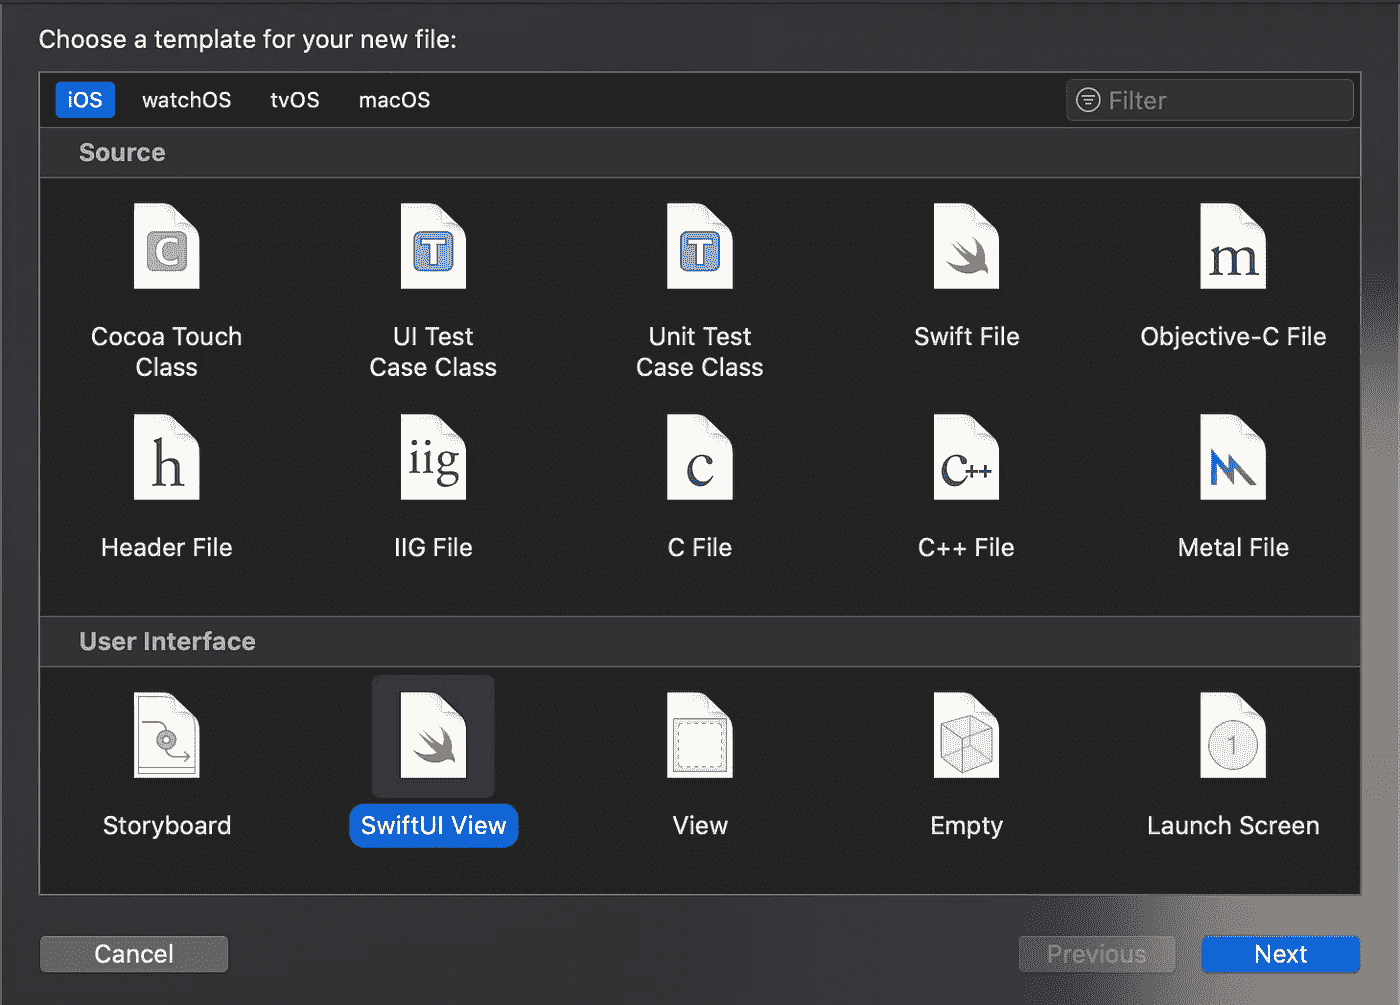 Choose a template for your new file:
iOS watchOS tvOS macOS Filter
Source
C T T m
Cocoa Touch Class
UI Test Case Class
Unit Test Case Class
Swift File
Objective-C File
h iig c C++
Header File
IIG File
C File
C++ File
Metal File
User Interface
1
Storyboard
SwiftUI View
View
Empty
Launch Screen
Cancel Previous Next